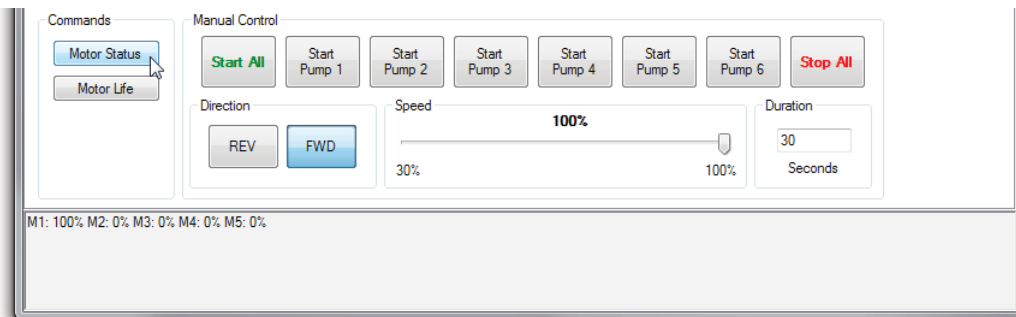 Commands
Motor Status
Motor Life
Manual Control
Start All
Start
Pump 1
Start
Pump 2
Start
Pump 3
Start
Pump 4
Start
Pump 5
Start
Pump 6
Stop All
Direction
REV
FWD
Speed
100%
30%
100%
Duration
30
Seconds
M1: 100% M2: 0% M3: 0% M4: 0% M5: 0%